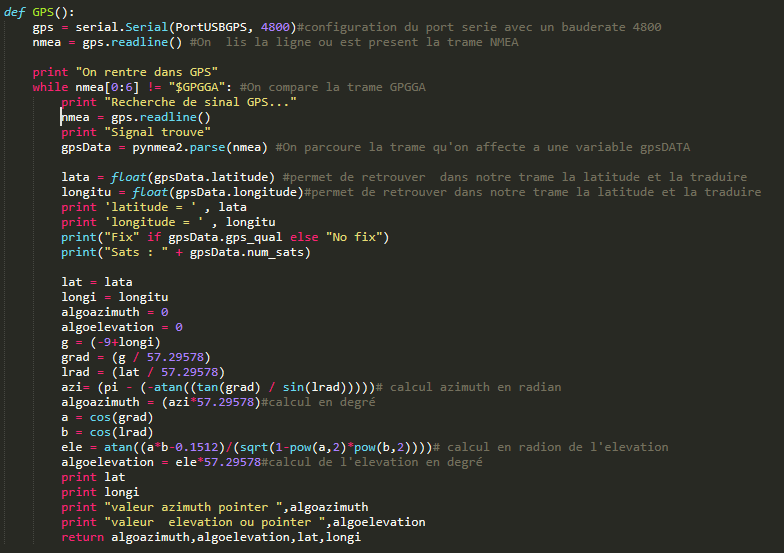 def GPS():
    gps = serial.Serial(PortUSBGPS, 4800)#configuration du port serie avec un bauderate 4800
    nmea = gps.readline() #On  lis la ligne ou est present la trame NMEA

    print "On rentre dans GPS"
    while nmea[0:6] != "$GPGGA": #On compare la trame GPGGA
        print "Recherche de sinal GPS..."
        nmea = gps.readline()
        print "Signal trouve"
        gpsData = pynmea2.parse(nmea) #On parcoure la trame qu'on affecte a une variable gpsDATA

        lata = float(gpsData.latitude) #permet de retrouver  dans notre trame la latitude et la traduire
        longitu = float(gpsData.longitude)#permet de retrouver dans notre trame la latitude et la traduire
        print 'latitude = ' , lata
        print 'longitude = ' , longitu
        print("Fix" if gpsData.gps_qual else "No fix")
        print("Sats : " + gpsData.num_sats)

        lat = lata
        longi = longitu
        algoazimuth = 0
        algoelevation = 0
        g = (-9+longi)
        grad = (g / 57.29578)
        lrad = (lat / 57.29578)
        azi= (pi - (-atan((tan(grad) / sin(lrad)))))# calcul azimuth en radian
        algoazimuth = (azi*57.29578)#calcul en degré
        a = cos(grad)
        b = cos(lrad)
        ele = atan((a*b-0.1512)/(sqrt(1-pow(a,2)*pow(b,2))))# calcul en radion de l'elevation
        algoelevation = ele*57.29578#calcul de l'elevation en degré
        print lat
        print longi
        print "valeur azimuth pointer ",algoazimuth
        print "valeur  elevation ou pointer ",algoelevation
        return algoazimuth,algoelevation,lat,longi